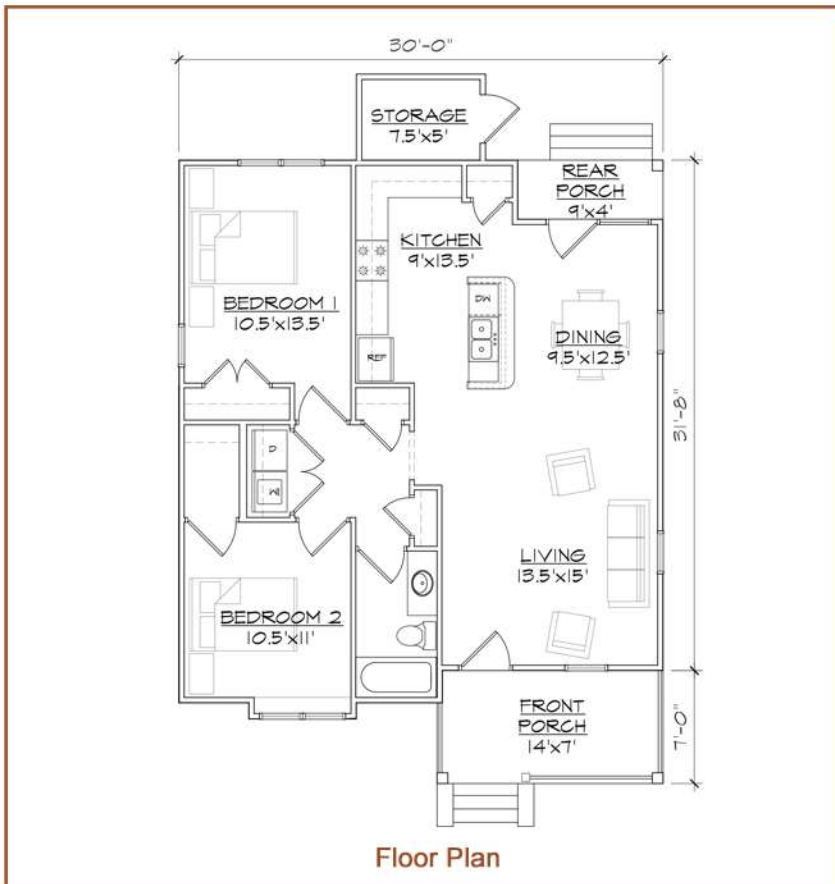 30'-0"
STORAGE
7.5'x5'
REAR
PORCH
9'x4'
KITCHEN
9'x13.5'
BEDROOM 1
10.5'x13.5'
DW
DINING
9.5'x12.5'
REF
31'-8"
D
W
LIVING
13.5'x15'
BEDROOM 2
10.5'x11'
FRONT
PORCH
14'x7'
7'-0"
Floor Plan